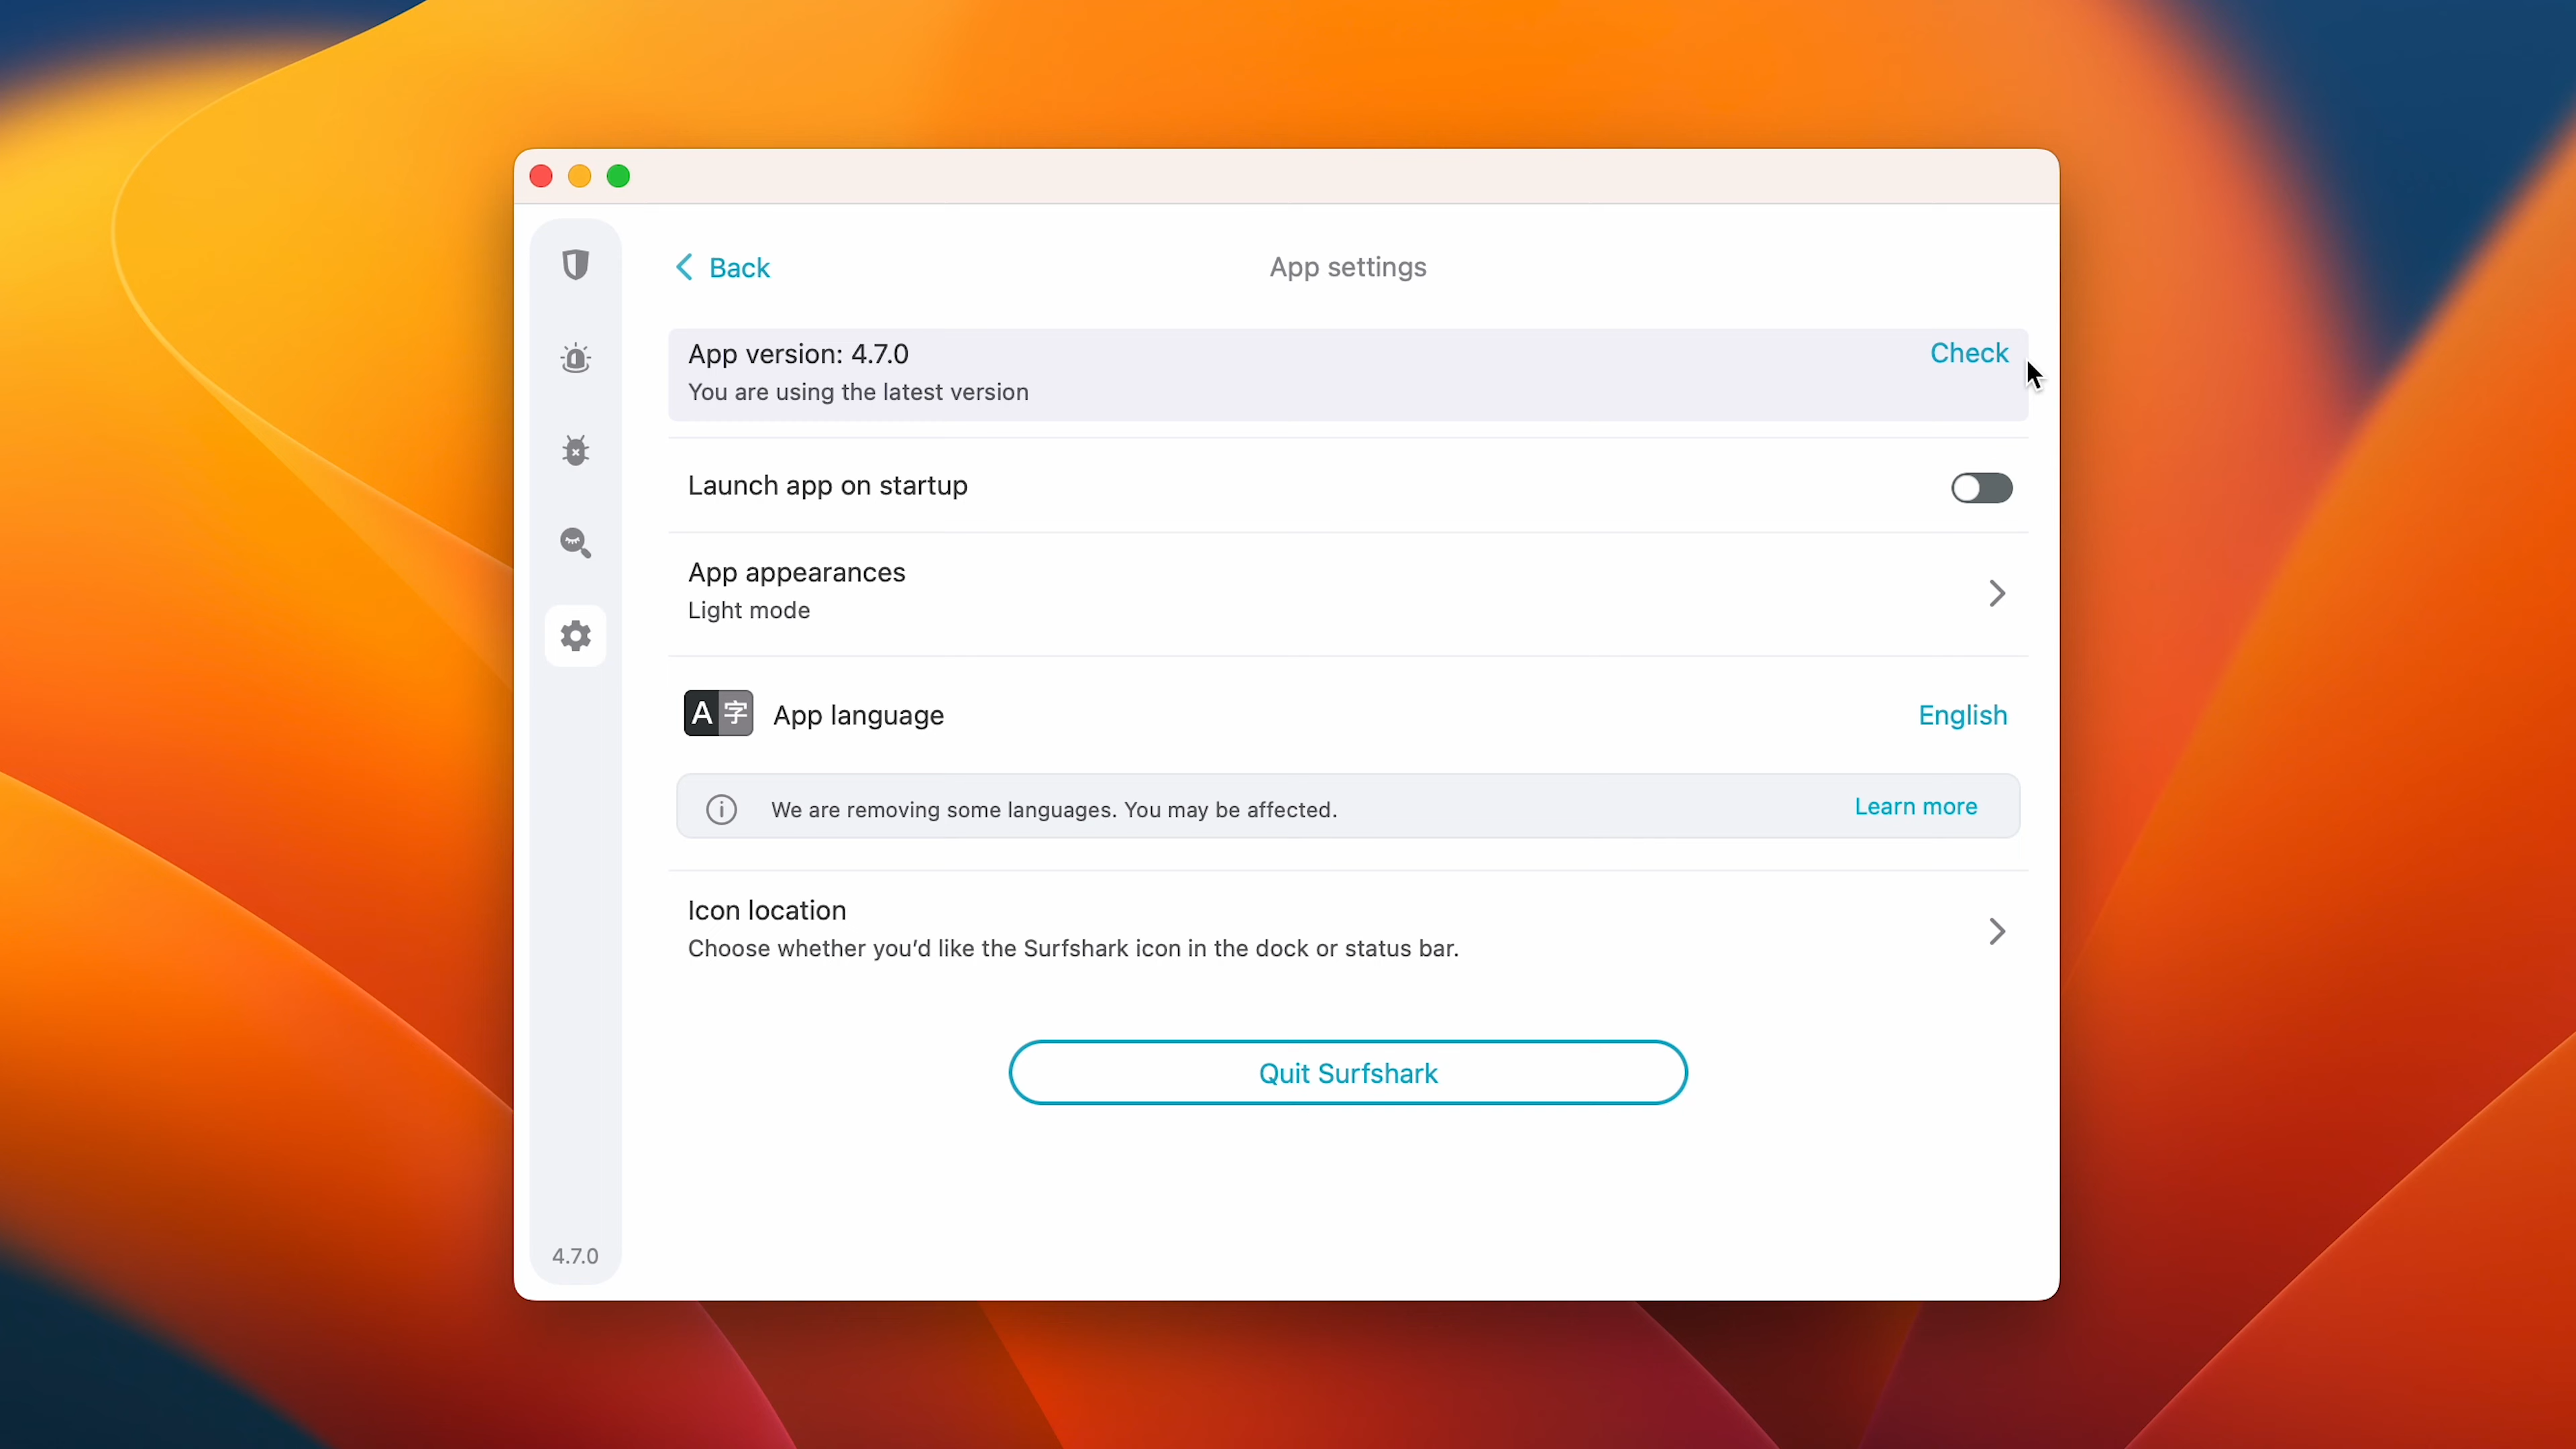 Back
App settings
App version: 4.7.0
Check
You are using the latest version
Launch app on startup
App appearances
Light mode
A 字
App language
English
We are removing some languages. You may be affected.
Learn more
Icon location
Choose whether you’d like the Surfshark icon in the dock or status bar.
Quit Surfshark
4.7.0